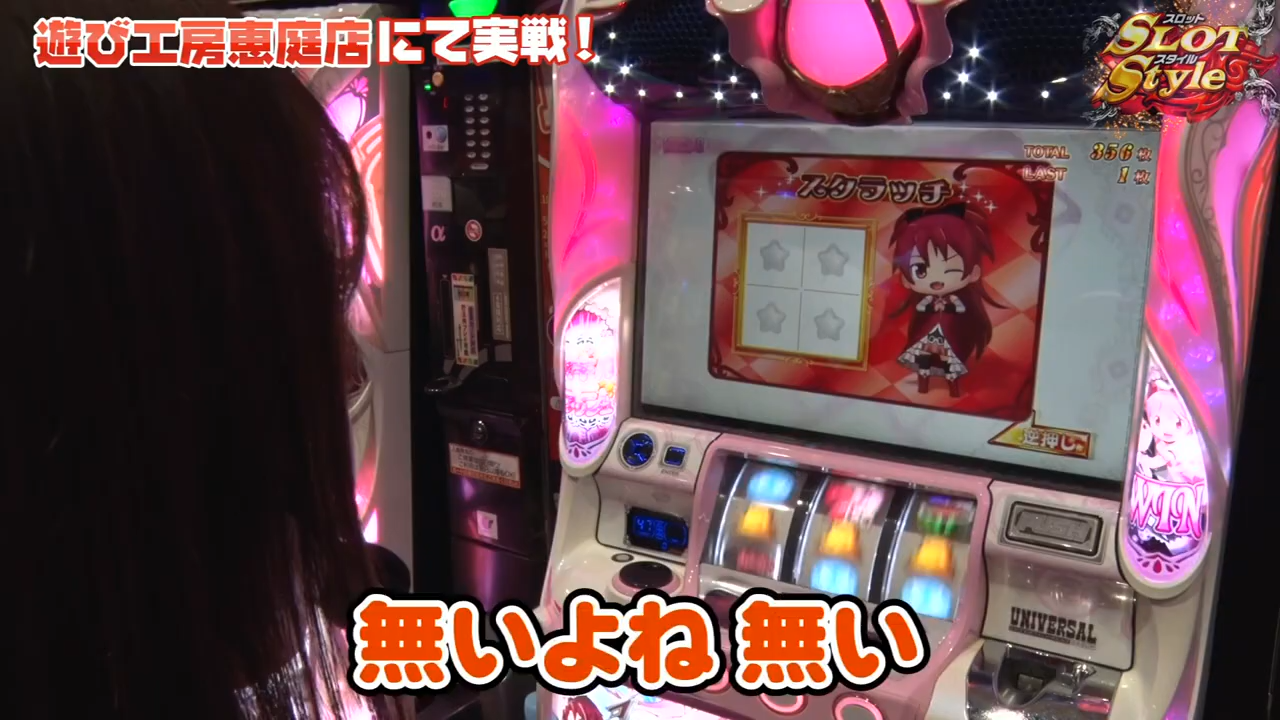 遊び工房恵庭店にて実戦!
スロット
SLOT
スタイル
Style
TOTAL 356枚
LAST 1枚
スクラッチ
α
逆押し
WIN
UNIVERSAL
無いよね 無い